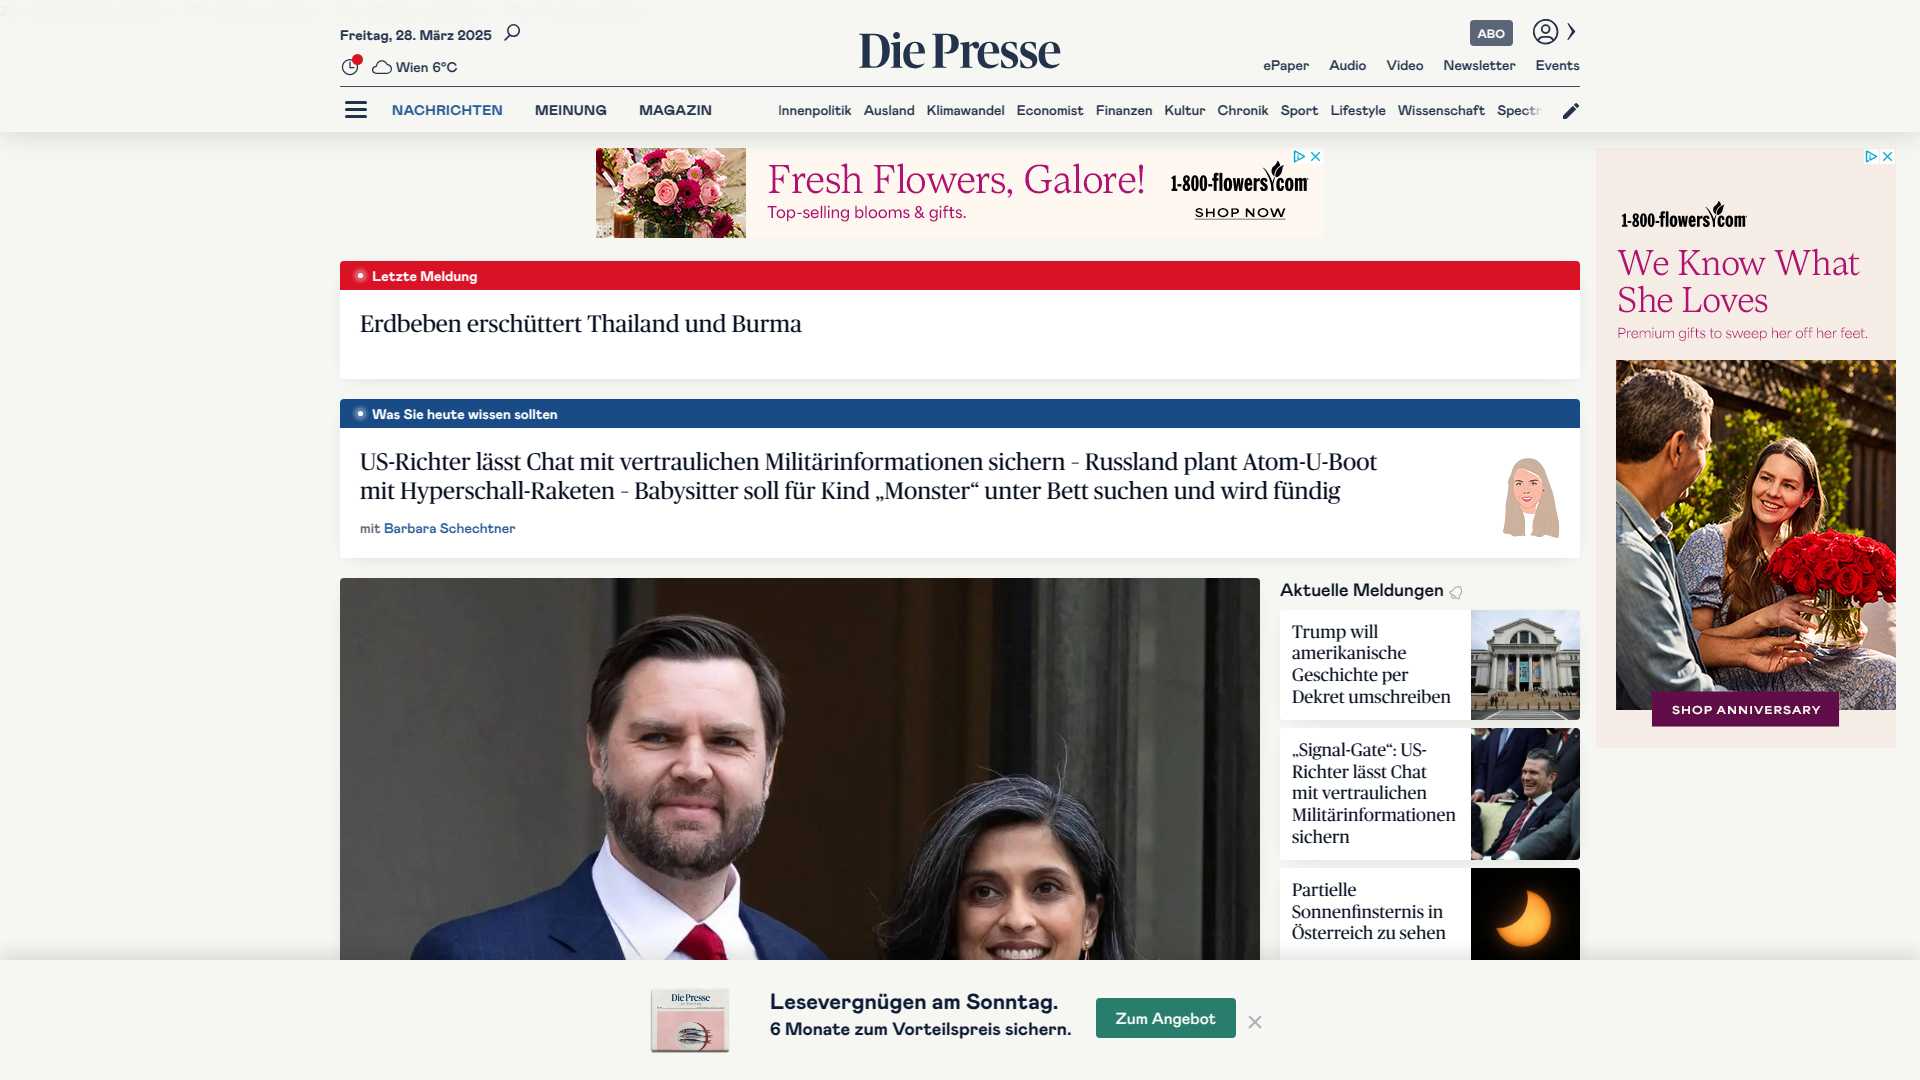 Freitag, 28. März 2025
Wien 6°C
Die Presse
ABO
ePaper Audio Video Newsletter Events
NACHRICHTEN MEINUNG MAGAZIN
Innenpolitik Ausland Klimawandel Economist Finanzen Kultur Chronik Sport Lifestyle Wissenschaft Spectr
Fresh Flowers, Galore!
Top-selling blooms & gifts.
1-800-flowers.com
SHOP NOW
1-800-flowers.com
We Know What
She Loves
Premium gifts to sweep her off her feet.
SHOP ANNIVERSARY
Letzte Meldung
Erdbeben erschüttert Thailand und Burma
Was Sie heute wissen sollten
US-Richter lässt Chat mit vertraulichen Militärinformationen sichern – Russland plant Atom-U-Boot
mit Hyperschall-Raketen – Babysitter soll für Kind „Monster“ unter Bett suchen und wird fündig
mit Barbara Schechtner
Aktuelle Meldungen
Trump will
amerikanische
Geschichte per
Dekret umschreiben
„Signal-Gate“: US-
Richter lässt Chat
mit vertraulichen
Militärinformationen
sichern
Partielle
Sonnenfinsternis in
Österreich zu sehen
Die Presse
Lesevergnügen am Sonntag.
6 Monate zum Vorteilspreis sichern.
Zum Angebot